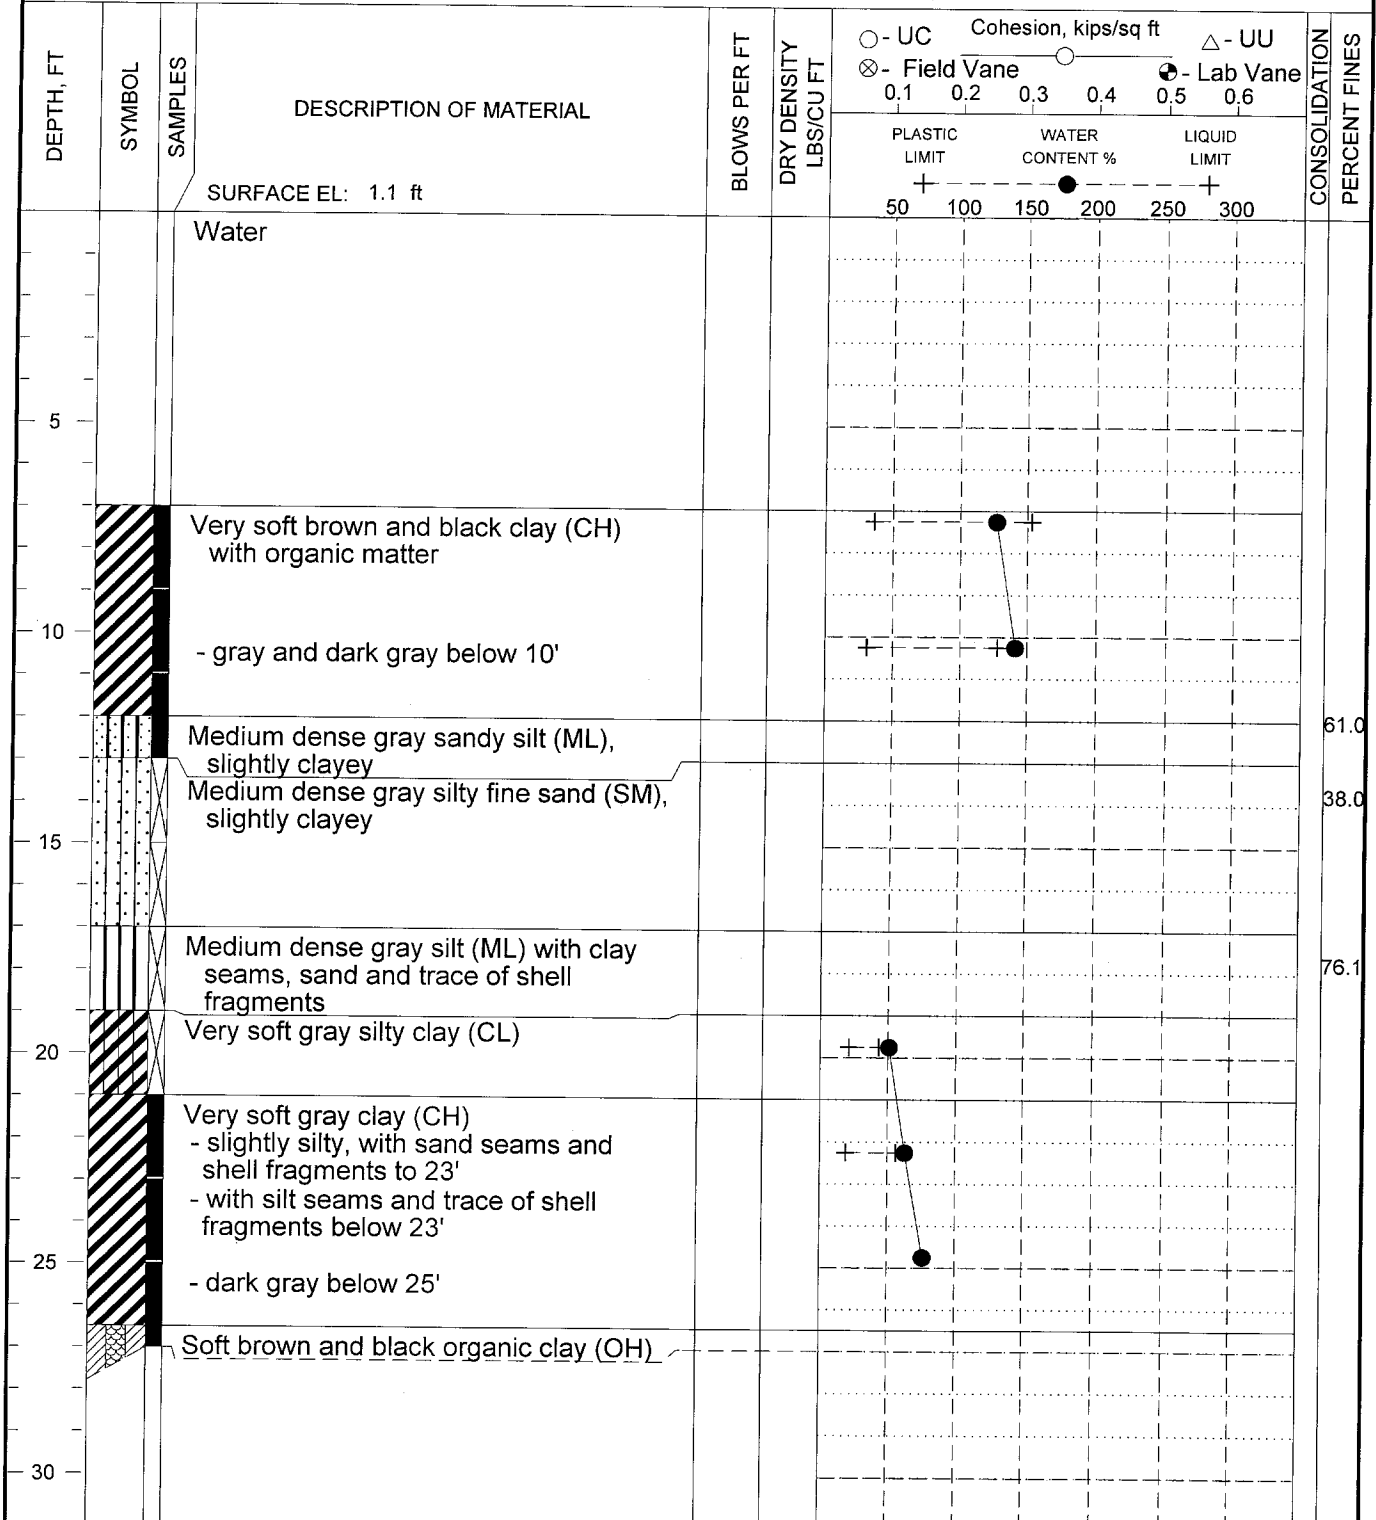 DEPTH, FT
SYMBOL
SAMPLES
DESCRIPTION OF MATERIAL
SURFACE EL: 1.1 ft
BLOWS PER FT
DRY DENSITY
LBS/CU FT
- UC
Cohesion, kips/sq ft
- UU
- Field Vane
- Lab Vane
0.1 0.2 0.3 0.4 0.5 0.6
PLASTIC
LIMIT
WATER
CONTENT %
LIQUID
LIMIT
50 100 150 200 250 300
CONSOLIDATION
PERCENT FINES
Water
5
Very soft brown and black clay (CH)
with organic matter
10
- gray and dark gray below 10'
Medium dense gray sandy silt (ML),
slightly clayey
61.0
Medium dense gray silty fine sand (SM),
slightly clayey
38.0
15
Medium dense gray silt (ML) with clay
seams, sand and trace of shell
fragments
76.1
Very soft gray silty clay (CL)
20
Very soft gray clay (CH)
- slightly silty, with sand seams and
shell fragments to 23'
- with silt seams and trace of shell
fragments below 23'
25
- dark gray below 25'
Soft brown and black organic clay (OH)
30